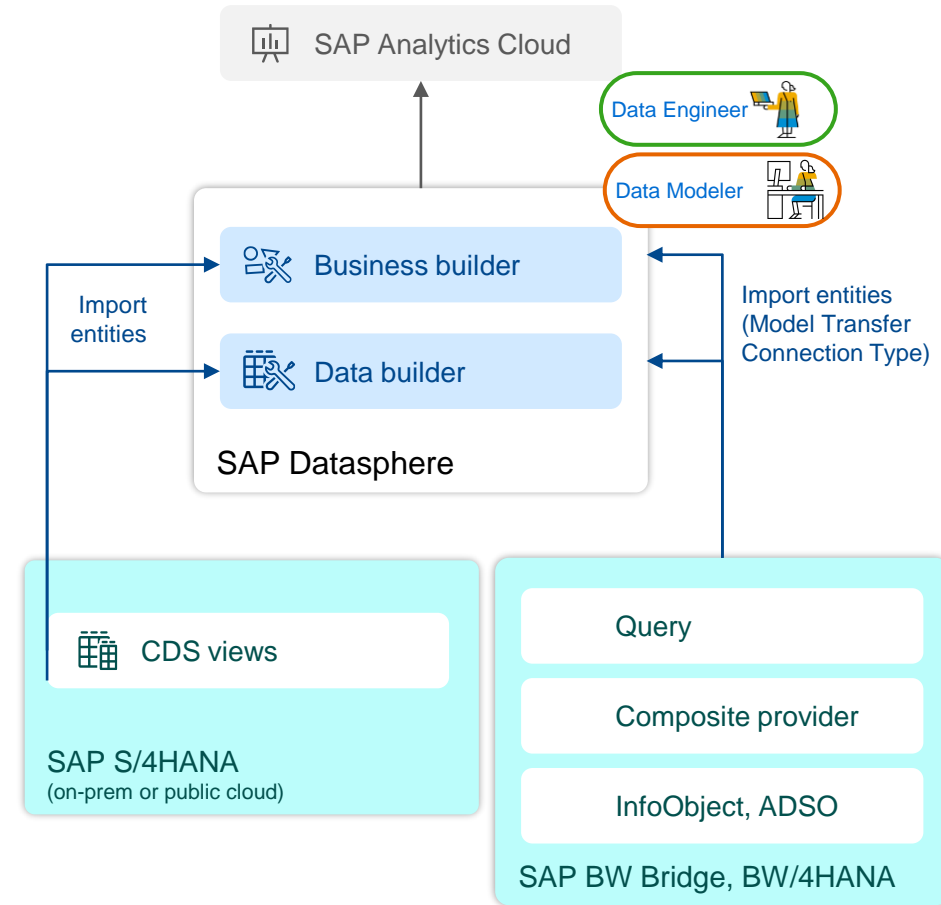 SAP Analytics Cloud
Data Engineer
Data Modeler
Business builder
Import
entities
Import entities
(Model Transfer
Connection Type)
Data builder
SAP Datasphere
CDS views
SAP S/4HANA
(on-prem or public cloud)
Query
Composite provider
InfoObject, ADSO
SAP BW Bridge, BW/4HANA